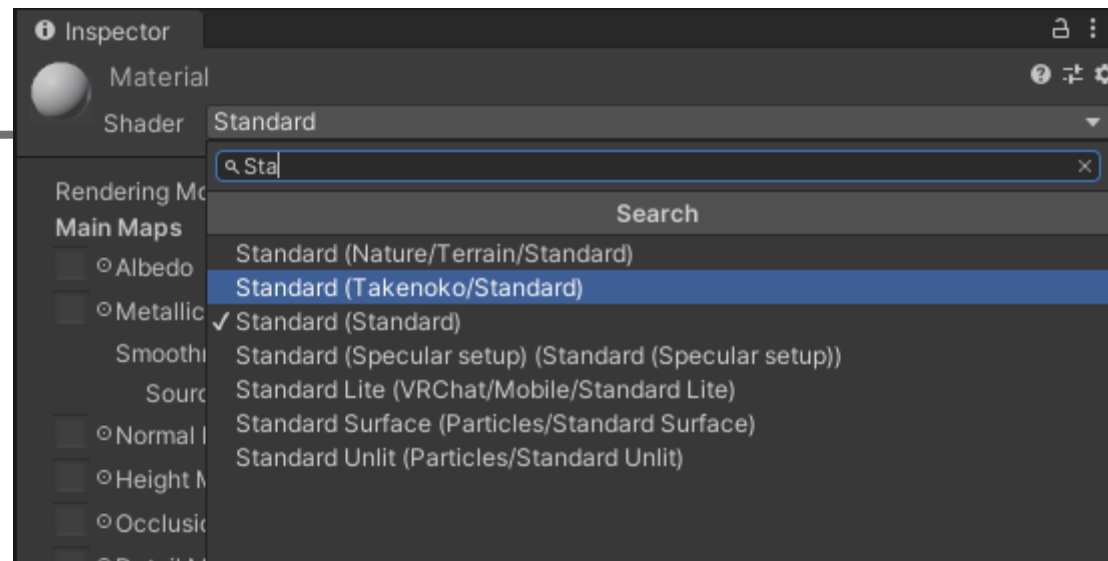 Inspector
Material
Shader Standard
Sta
Search
Rendering Mo
Main Maps
Standard (Nature/Terrain/Standard)
Albedo
Standard (Takenoko/Standard)
Metallic
✓ Standard (Standard)
Smooth
Standard (Specular setup) (Standard (Specular setup))
Sourc
Standard Lite (VRChat/Mobile/Standard Lite)
Normal
Standard Surface (Particles/Standard Surface)
Standard Unlit (Particles/Standard Unlit)
Height
Occlusi